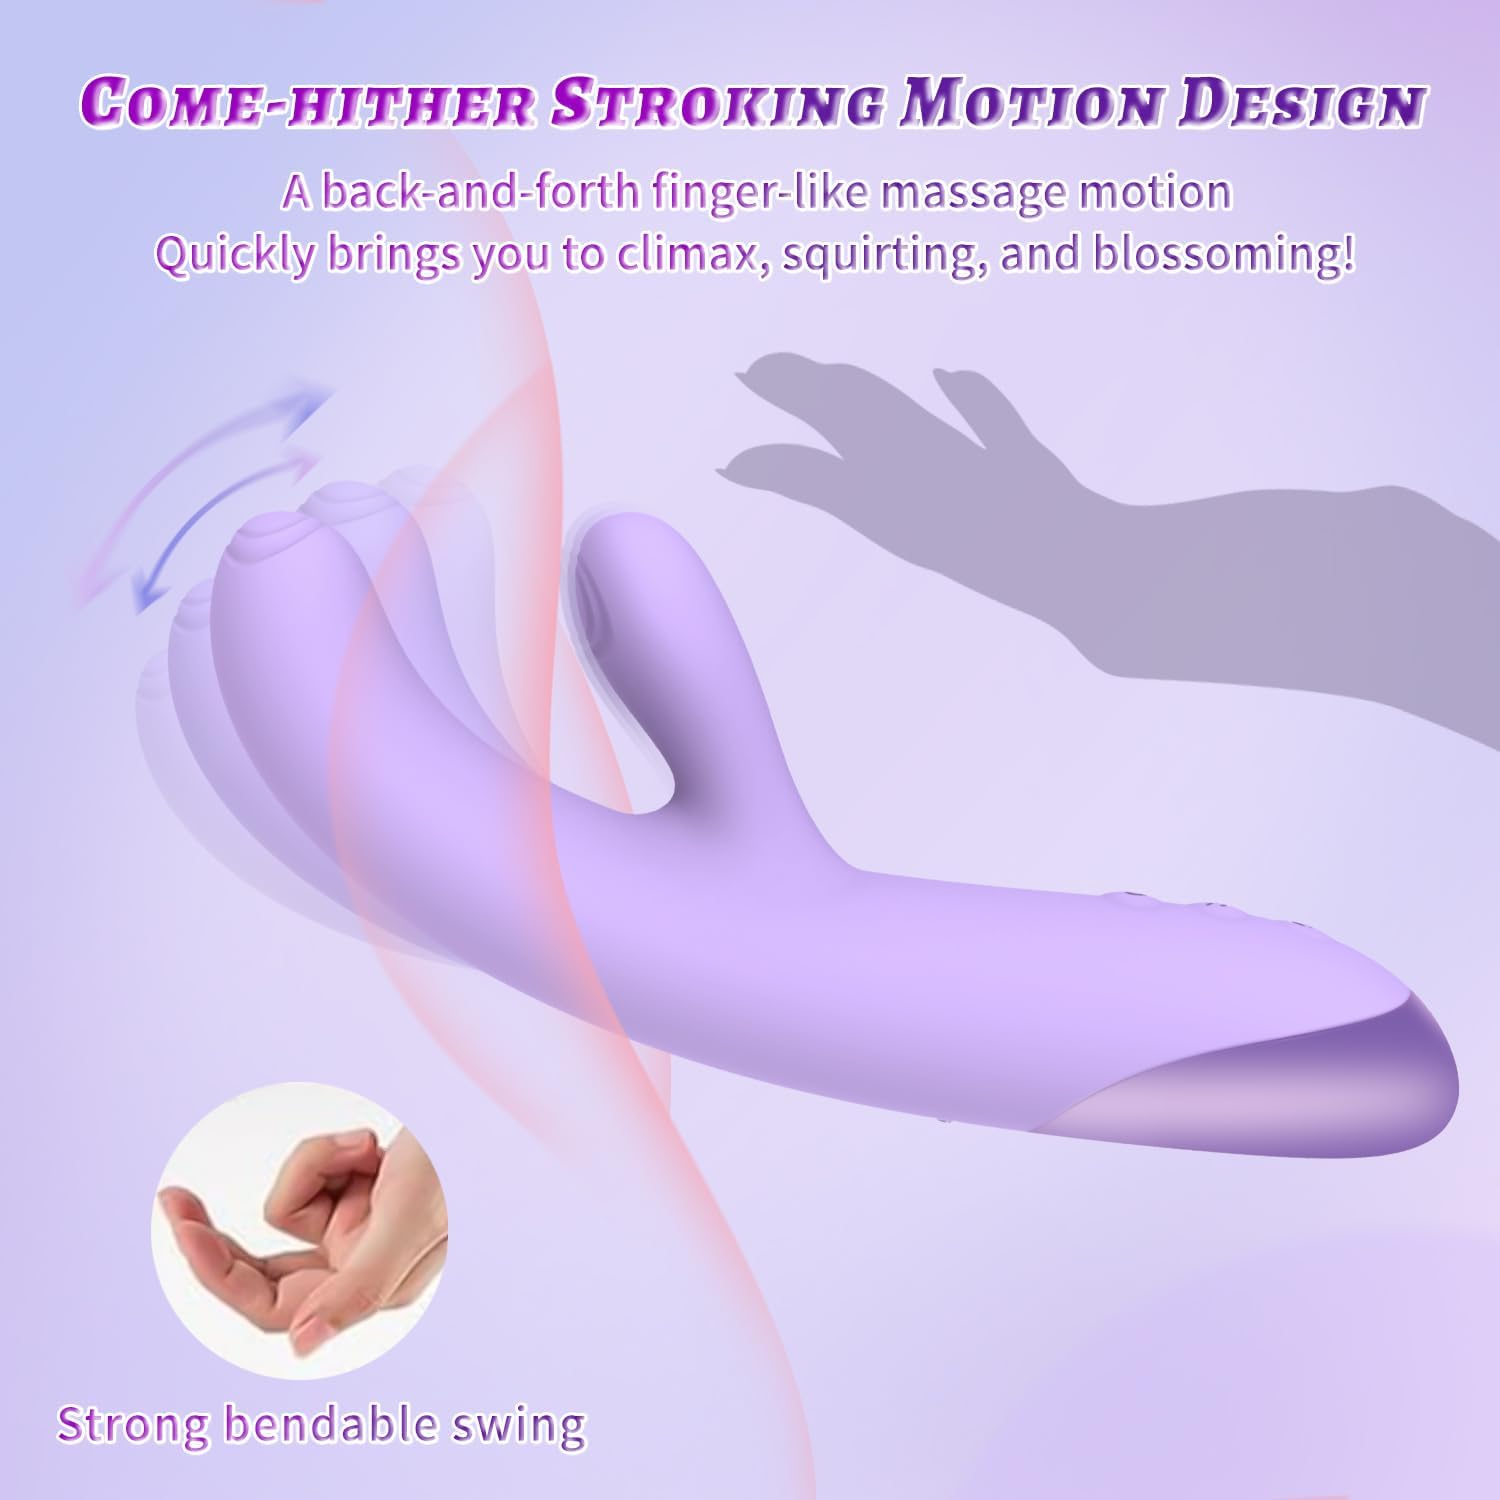 Come-hither Stroking Motion Design
A back-and-forth finger-like massage motion
Quickly brings you to climax, squirting, and blossoming!
Strong bendable swing